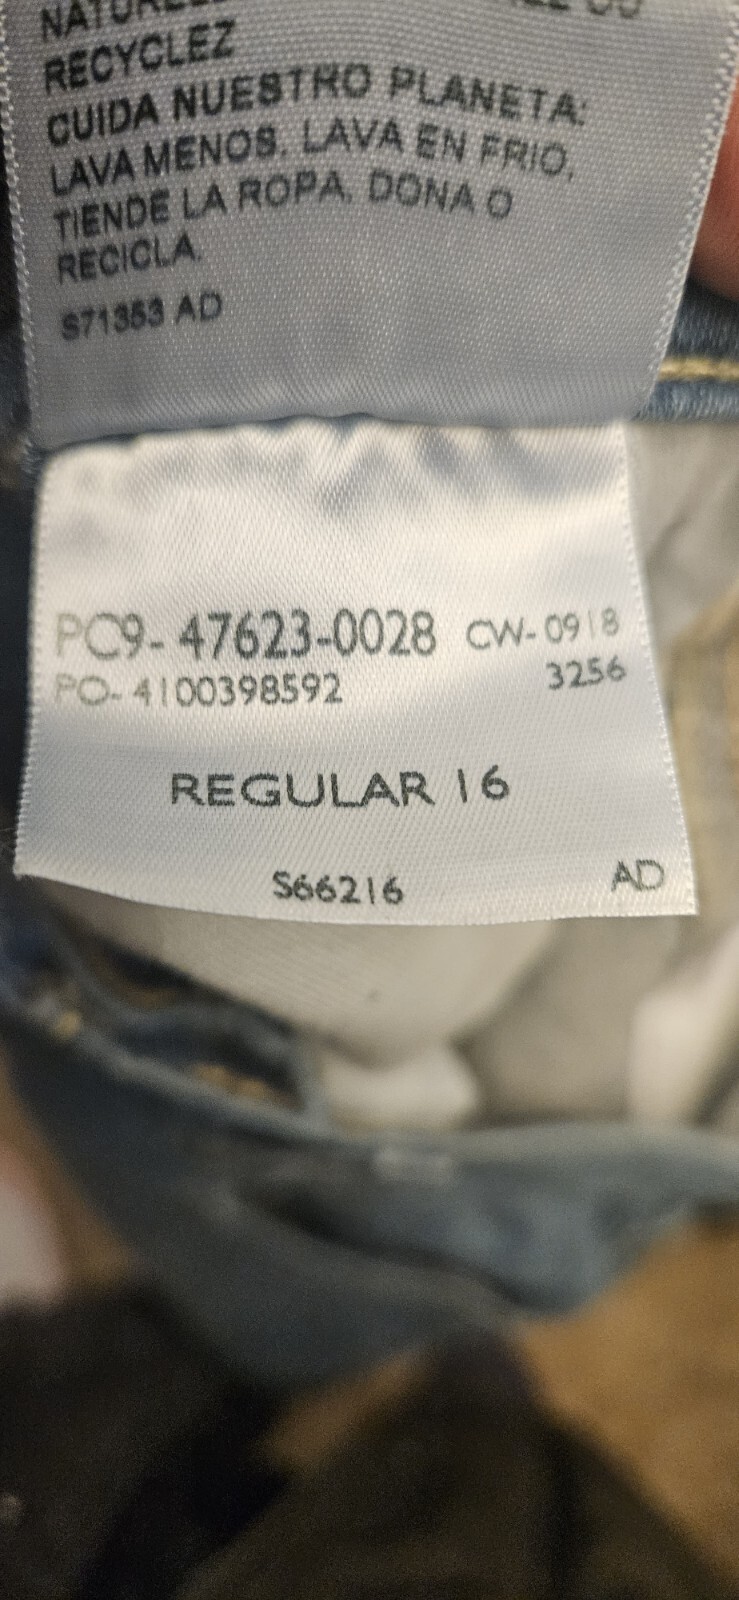 RECYCLEZ
CUIDA NUESTRO PLANETA:
LAVA MENOS, LAVA EN FRIO,
TIENDE LA ROPA, DONA O
RECICLA.
S71353 AD
PC9- 47623-0028 CW- 0918
PO- 4100398592 3256
REGULAR 16
S66216 AD